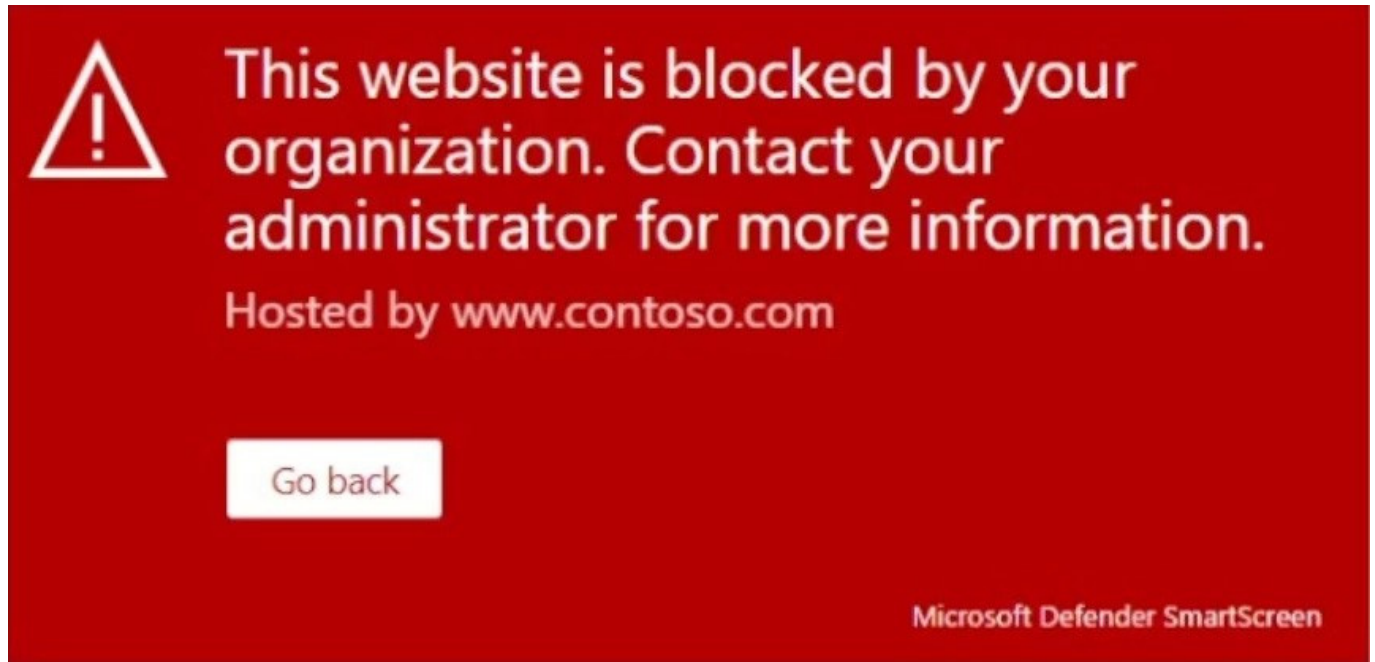 This website is blocked by your
organization. Contact your
administrator for more information.
Hosted by www.contoso.com
Go back
Microsoft Defender SmartScreen